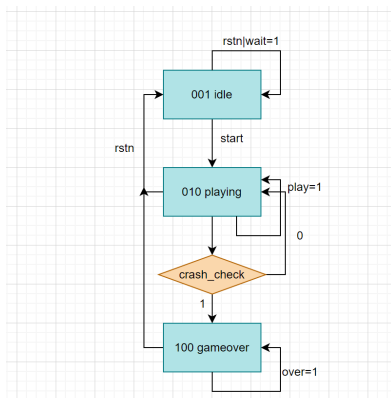 rstn|wait=1
001 idle
start
rstn
010 playing
play=1
0
crash_check
1
100 gameover
over=1